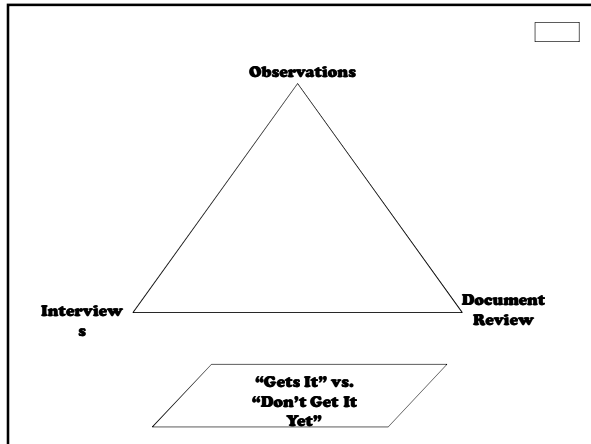 Observations
Interview
s
Document
Review
“Gets It” vs.
“Don’t Get It
Yet”